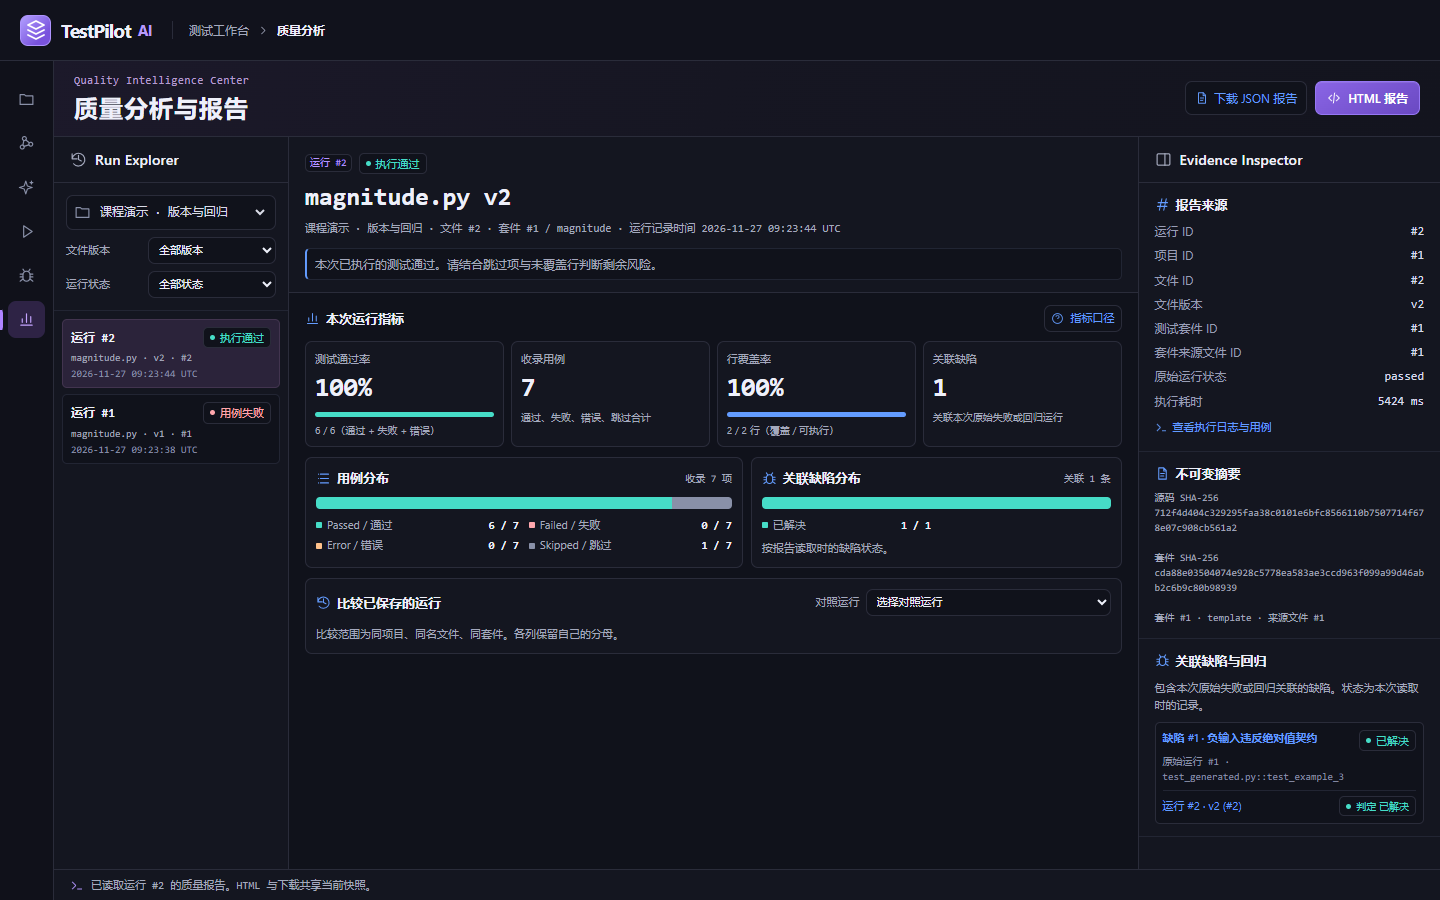 TestPilot AI
测试工作台 > 质量分析
Quality Intelligence Center
质量分析与报告
下载 JSON 报告
HTML 报告
Run Explorer
课程演示 · 版本与回归
文件版本 全部版本
运行状态 全部状态
运行 #2 执行通过
magnitude.py · v2 · #2
2026-11-27 09:23:44 UTC
运行 #1 用例失败
magnitude.py · v1 · #1
2026-11-27 09:23:38 UTC
运行 #2 执行通过
magnitude.py v2
课程演示 · 版本与回归 · 文件 #2 · 套件 #1 / magnitude · 运行记录时间 2026-11-27 09:23:44 UTC
本次已执行的测试通过。请结合跳过项与未覆盖行判断剩余风险。
本次运行指标
指标口径
测试通过率
100%
6 / 6（通过 + 失败 + 错误）
收录用例
7
通过、失败、错误、跳过合计
行覆盖率
100%
2 / 2 行（覆盖 / 可执行）
关联缺陷
1
关联本次原始失败或回归运行
用例分布 收录 7 项
Passed / 通过 6 / 7
Failed / 失败 0 / 7
Error / 错误 0 / 7
Skipped / 跳过 1 / 7
关联缺陷分布 关联 1 条
已解决 1 / 1
按报告读取时的缺陷状态。
比较已保存的运行
对照运行 选择对照运行
比较范围为同项目、同名文件、同套件。各列保留自己的分母。
Evidence Inspector
报告来源
运行 ID #2
项目 ID #1
文件 ID #2
文件版本 v2
测试套件 ID #1
套件来源文件 ID #1
原始运行状态 passed
执行耗时 5424 ms
查看执行日志与用例
不可变摘要
源码 SHA-256
712f4d404c329295faa38c0101e6bfc8566110b7507714f67
8e07c908cb561a2
套件 SHA-256
cda88e03504074e928c5778ea583ae3ccd963f099a99d46ab
b2c6b9c80b98939
套件 #1 · template · 来源文件 #1
关联缺陷与回归
包含本次原始失败或回归关联的缺陷。状态为本次读取
时的记录。
缺陷 #1 · 负输入违反绝对值契约 已解决
原始运行 #1 ·
test_generated.py::test_example_3
运行 #2 · v2 (#2) 判定 已解决
已读取运行 #2 的质量报告。HTML 与下载共享当前快照。